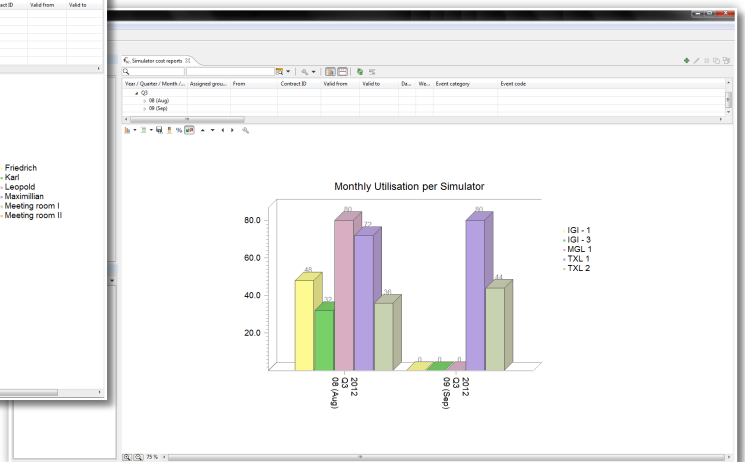 act ID Valid from Valid to
Friedrich
Karl
Leopold
Maximillian
Meeting room I
Meeting room II
Simulator cost reports
Year / Quarter / Month /... Assigned grou... From Contract ID Valid from Valid to Da... We... Event category Event code
Q3
08 (Aug)
09 (Sep)
Monthly Utilisation per Simulator
80.0
60.0
40.0
20.0
48
32
80
72
36
0
0
0
80
44
2012
Q3
08 (Aug)
2012
Q3
09 (Sep)
IGI - 1
IGI - 3
MGL 1
TXL 1
TXL 2
75 %